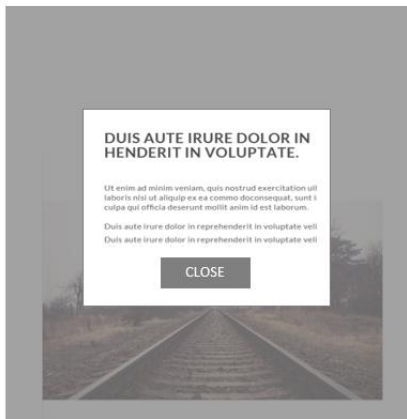 DUIS AUTE IRURE DOLOR IN
HENDERIT IN VOLUPTATE.
Ut enim ad minim veniam, quis nostrud exercitation ull
laboris nisi ut aliquip ex ea commo doconsequat, sunt i
culpa qui officia deserunt mollit anim id est laborum.
Duis aute irure dolor in reprehenderit in voluptate veli
Duis aute irure dolor in reprehenderit in voluptate veli
CLOSE